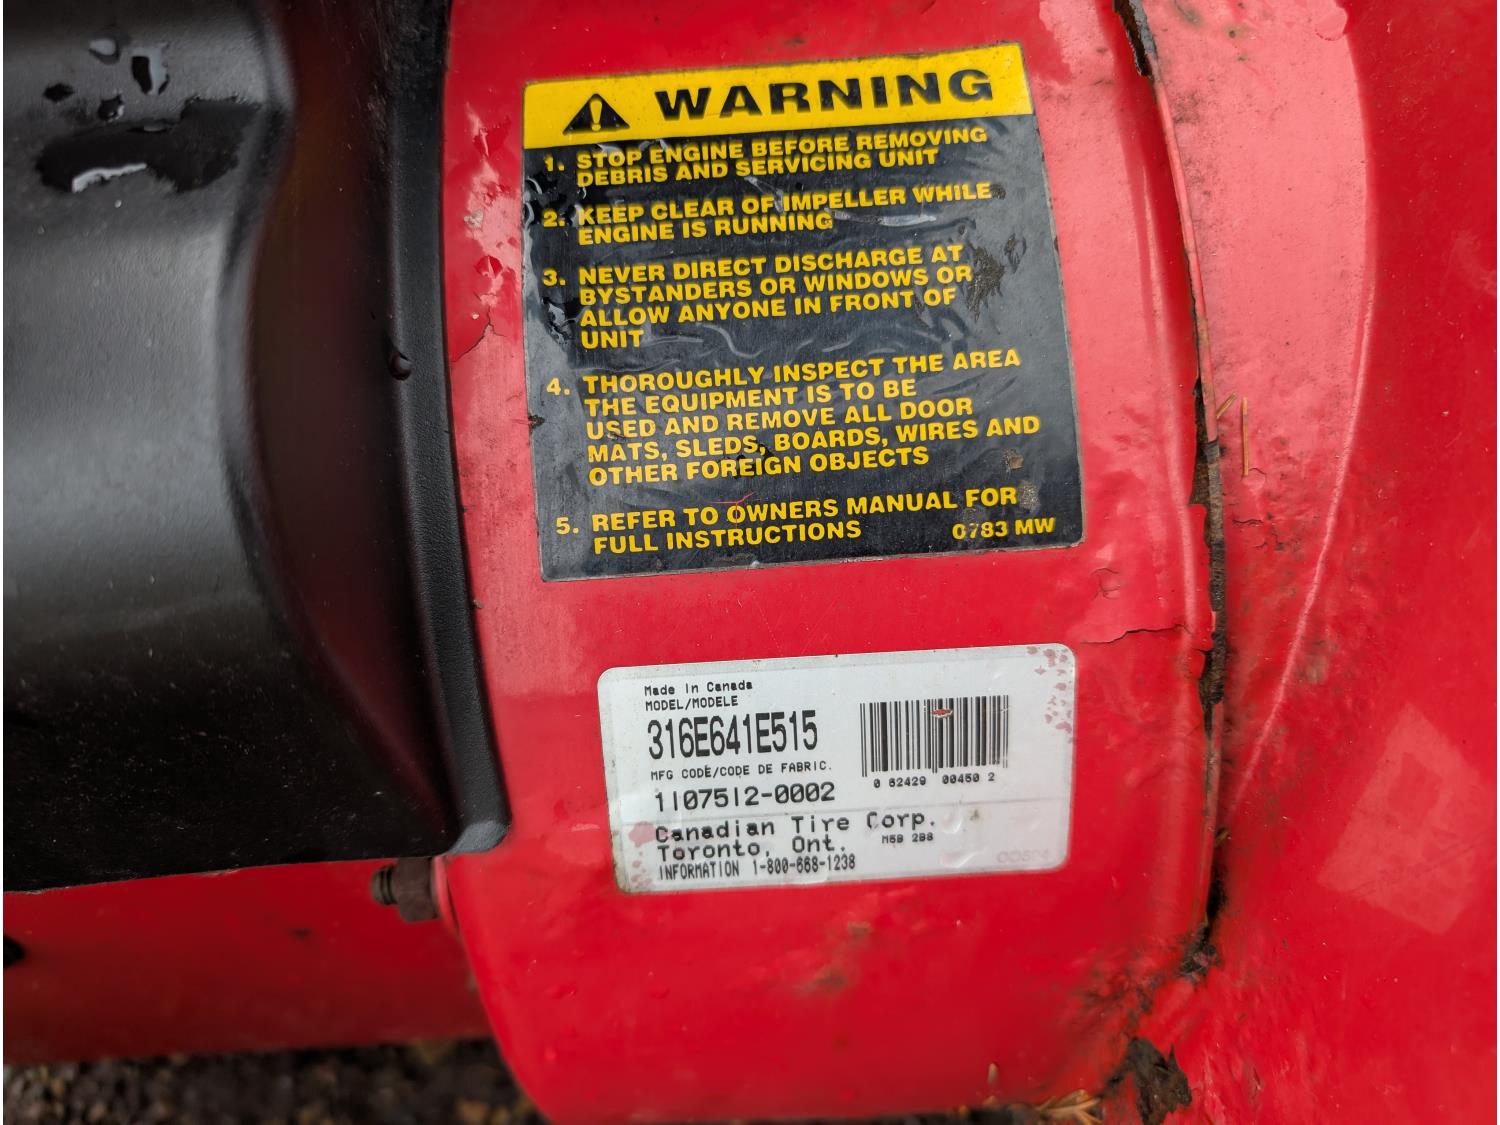 WARNING
1. STOP ENGINE BEFORE REMOVING
DEBRIS AND SERVICING UNIT
2. KEEP CLEAR OF IMPELLER WHILE
ENGINE IS RUNNING
3. NEVER DIRECT DISCHARGE AT
BYSTANDERS OR WINDOWS OR
ALLOW ANYONE IN FRONT OF
UNIT
4. THOROUGHLY INSPECT THE AREA
THE EQUIPMENT IS TO BE
USED AND REMOVE ALL DOOR
MATS, SLEDS, BOARDS, WIRES AND
OTHER FOREIGN OBJECTS
5. REFER TO OWNERS MANUAL FOR
FULL INSTRUCTIONS 0783 MW
Made In Canada
MODEL/MODELE
316E641E515
MFG CODE/CODE DE FABRIC.
1107512-0002
0 62429 00450 2
Canadian Tire Corp.
Toronto, Ont. M5B 2B8
INFORMATION 1-800-668-1238